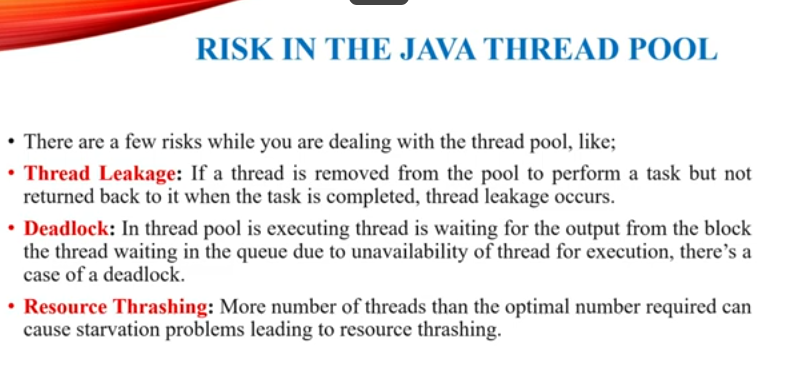 RISK IN THE JAVA THREAD POOL
• There are a few risks while you are dealing with the thread pool, like;
• Thread Leakage: If a thread is removed from the pool to perform a task but not
returned back to it when the task is completed, thread leakage occurs.
• Deadlock: In thread pool is executing thread is waiting for the output from the block
the thread waiting in the queue due to unavailability of thread for execution, there's a
case of a deadlock.
• Resource Thrashing: More number of threads than the optimal number required can
cause starvation problems leading to resource thrashing.